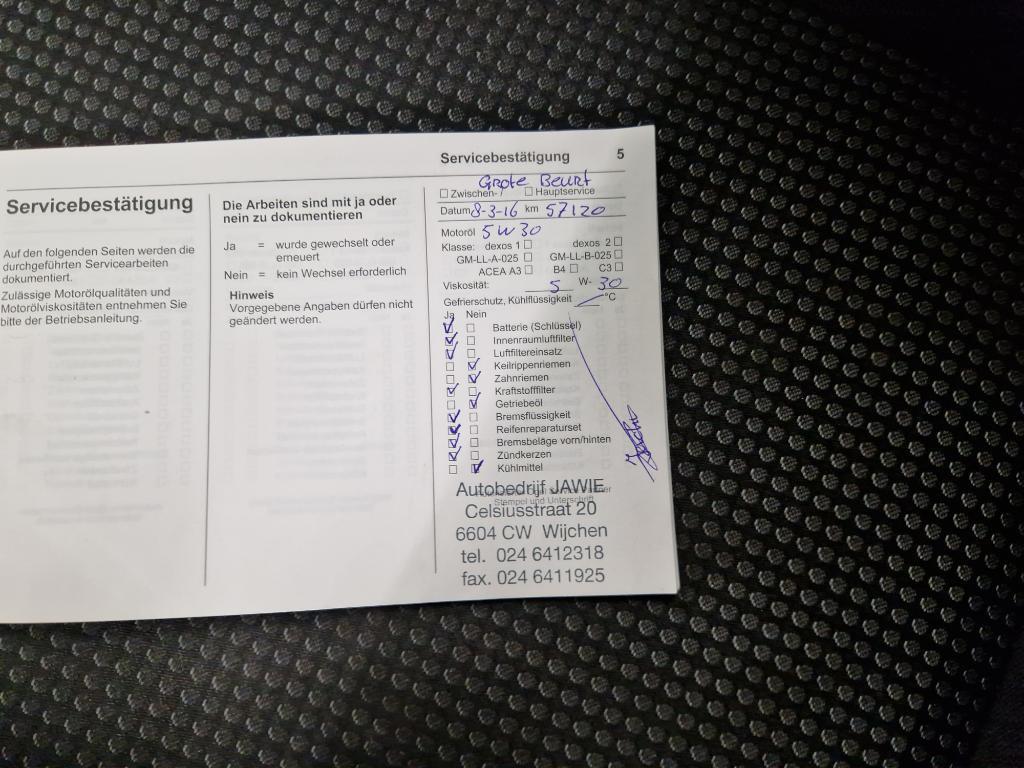 Servicebestätigung 5
Servicebestätigung
Auf den folgenden Seiten werden die
durchgeführten Servicearbeiten
dokumentiert.
Zulässige Motorölqualitäten und
Motorölviskositäten entnehmen Sie
bitte der Betriebsanleitung.
Die Arbeiten sind mit ja oder
nein zu dokumentieren
Ja = wurde gewechselt oder
erneuert
Nein = kein Wechsel erforderlich
Hinweis
Vorgegebene Angaben dürfen nicht
geändert werden.
Grote Beurt
☐ Zwischen- / ☐ Hauptservice
Datum 8-3-16 km 57120
Motoröl 5W30
Klasse: dexos 1 ☐ dexos 2 ☐
GM-LL-A-025 ☐ GM-LL-B-025 ☐
ACEA A3 ☐ B4 ☐ C3 ☐
Viskosität: 5 W- 30
Gefrierschutz, Kühlflüssigkeit °C
Ja Nein
☑ ☐ Batterie (Schlüssel)
☑ ☐ Innenraumluftfilter
☑ ☐ Luftfiltereinsatz
☐ ☑ Keilrippenriemen
☐ ☑ Zahnriemen
☑ ☐ Kraftstofffilter
☐ ☑ Getriebeöl
☑ ☐ Bremsflüssigkeit
☑ ☐ Reifenreparaturset
☑ ☐ Bremsbeläge vorn/hinten
☑ ☐ Zündkerzen
☐ ☑ Kühlmittel
Stempel und Unterschrift
Autobedrijf JAWIE
Celsiusstraat 20
6604 CW Wijchen
tel. 024 6412318
fax. 024 6411925